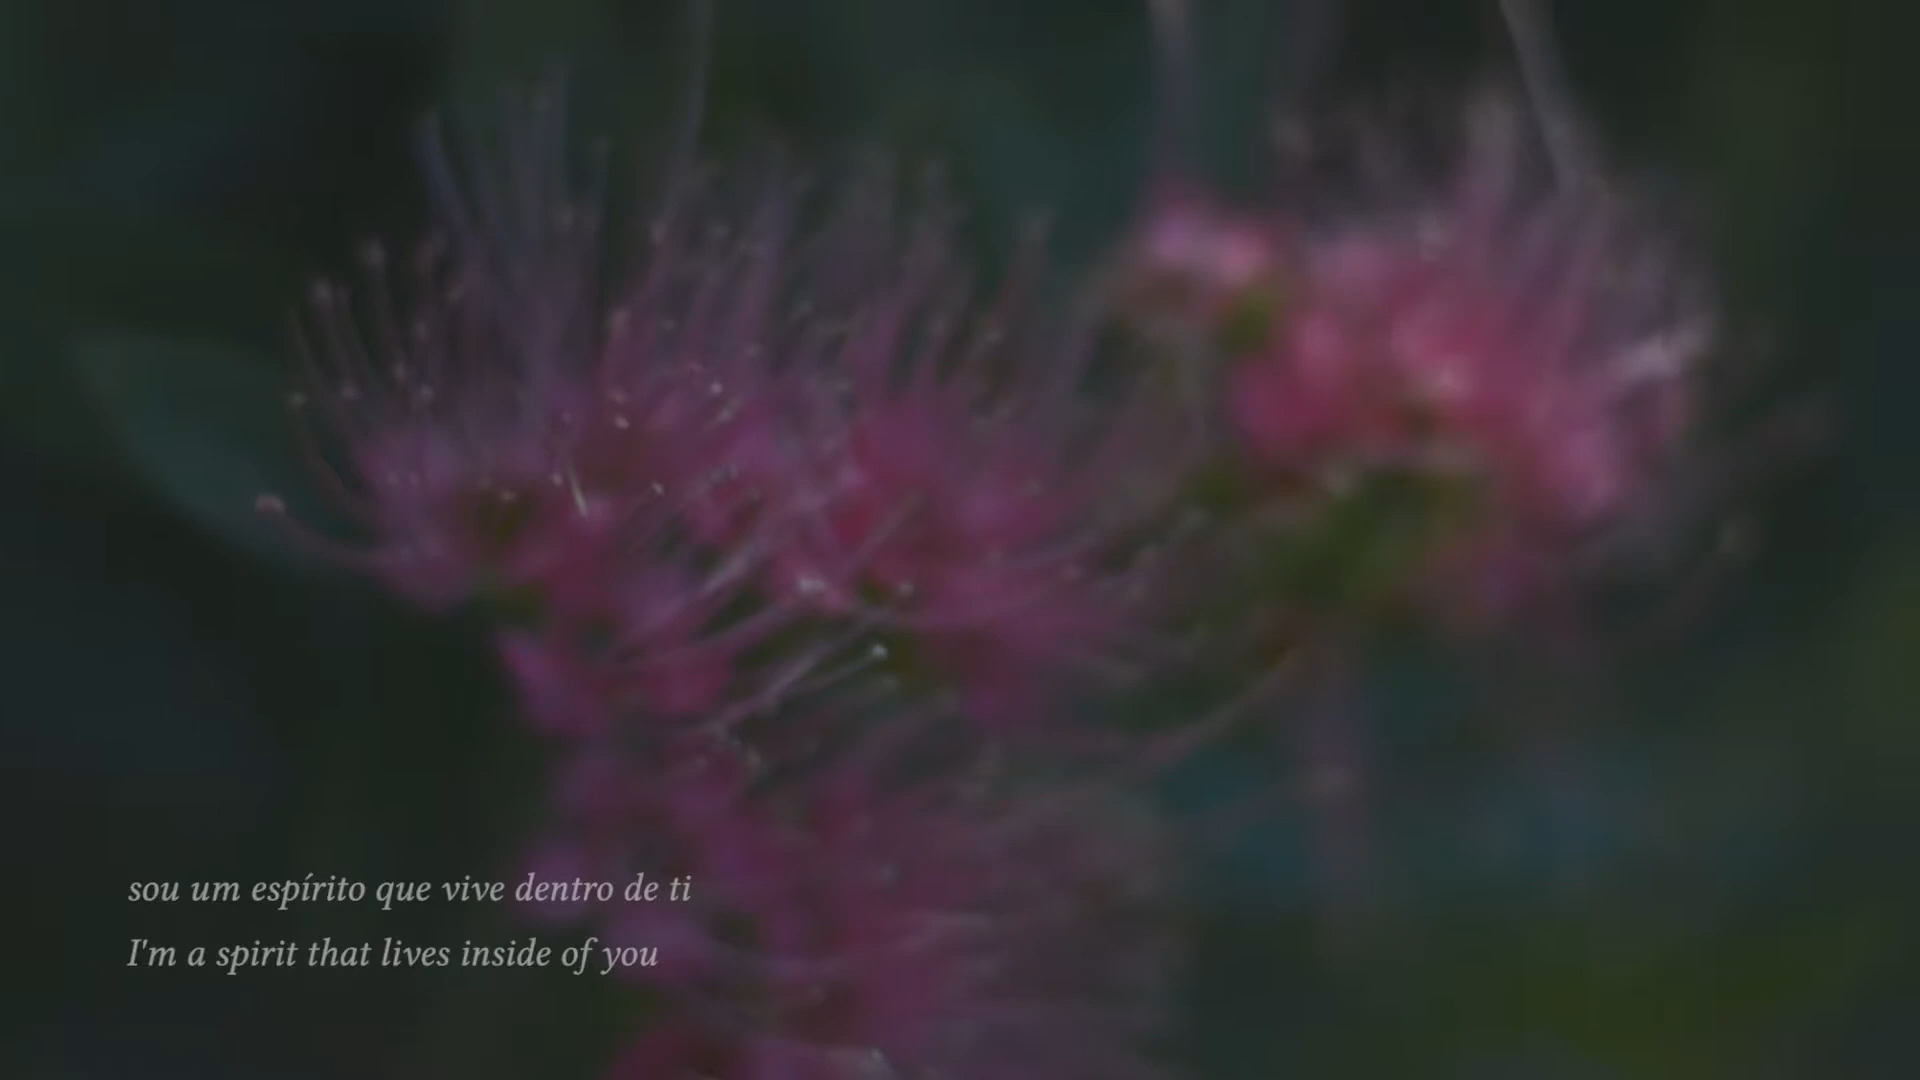 sou um espírito que vive dentro de ti
I'm a spirit that lives inside of you